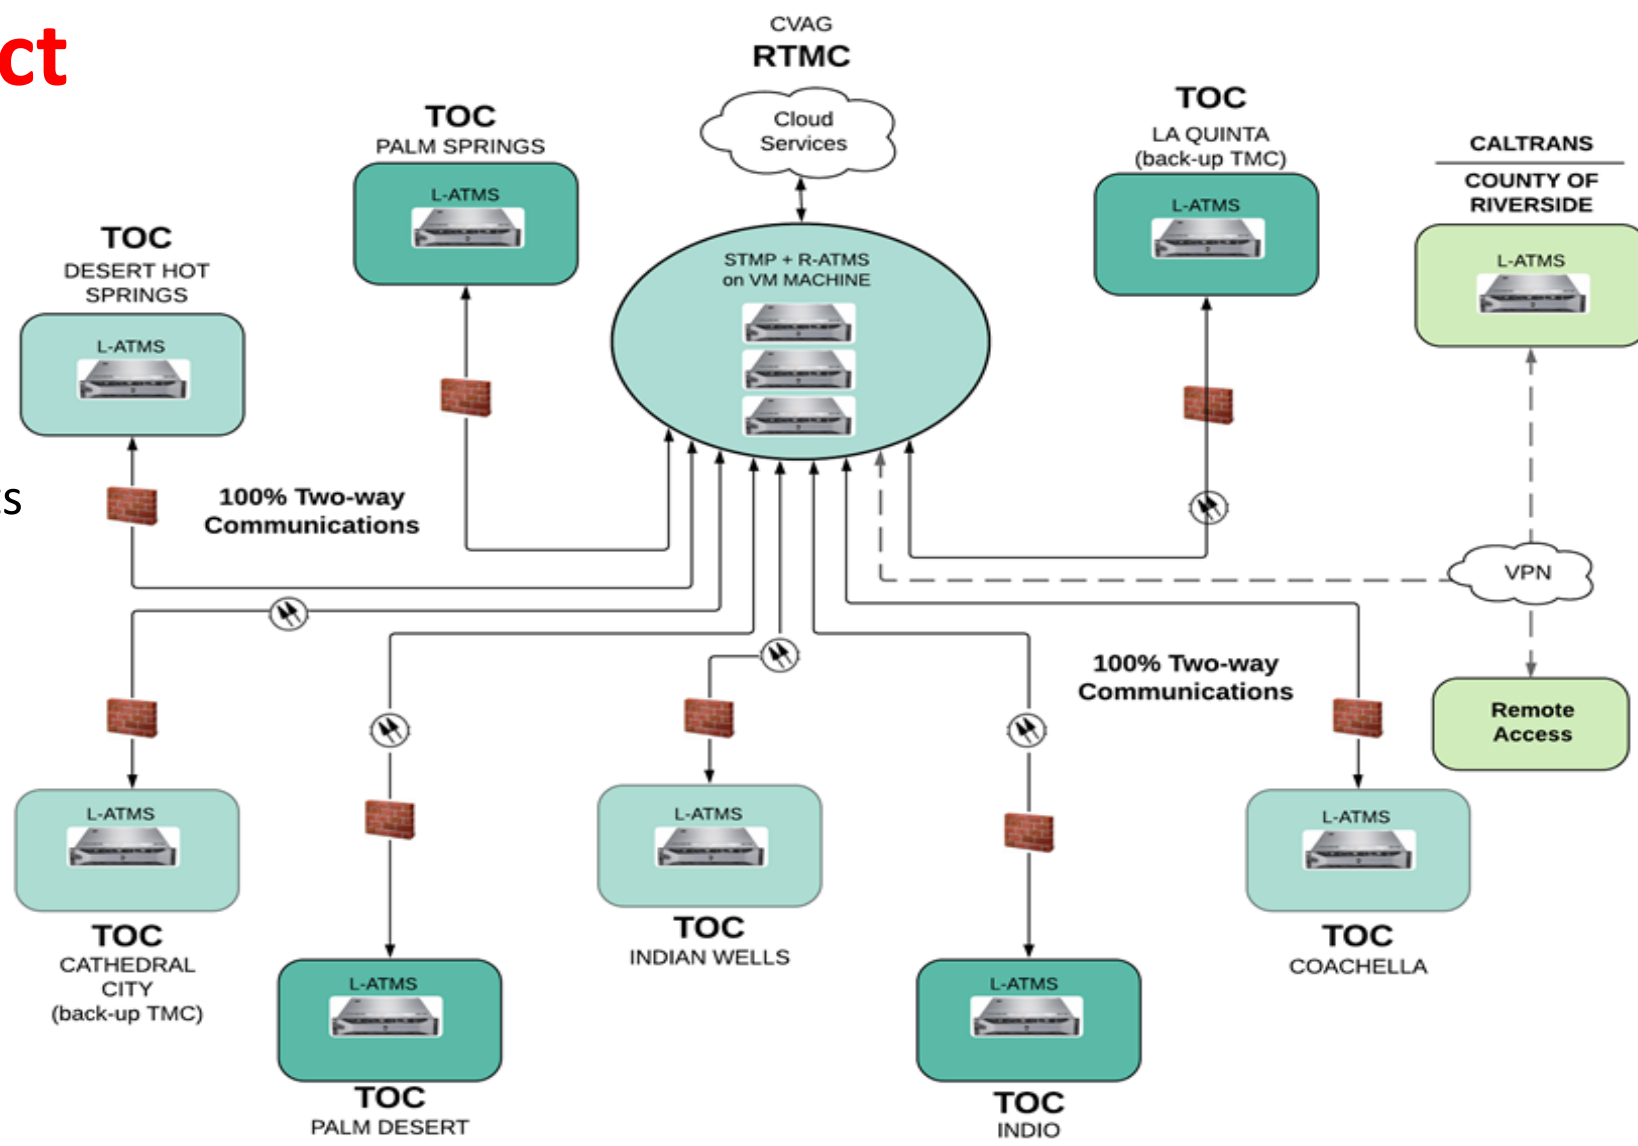 ct
CVAG
RTMC
Cloud
Services
TOC
PALM SPRINGS
L-ATMS
TOC
LA QUINTA
(back-up TMC)
L-ATMS
CALTRANS
COUNTY OF
RIVERSIDE
L-ATMS
TOC
DESERT HOT
SPRINGS
L-ATMS
STMP + R-ATMS
on VM MACHINE
s
100% Two-way
Communications
VPN
100% Two-way
Communications
Remote
Access
L-ATMS
TOC
CATHEDRAL
CITY
(back-up TMC)
L-ATMS
TOC
PALM DESERT
L-ATMS
TOC
INDIAN WELLS
L-ATMS
TOC
INDIO
L-ATMS
TOC
COACHELLA